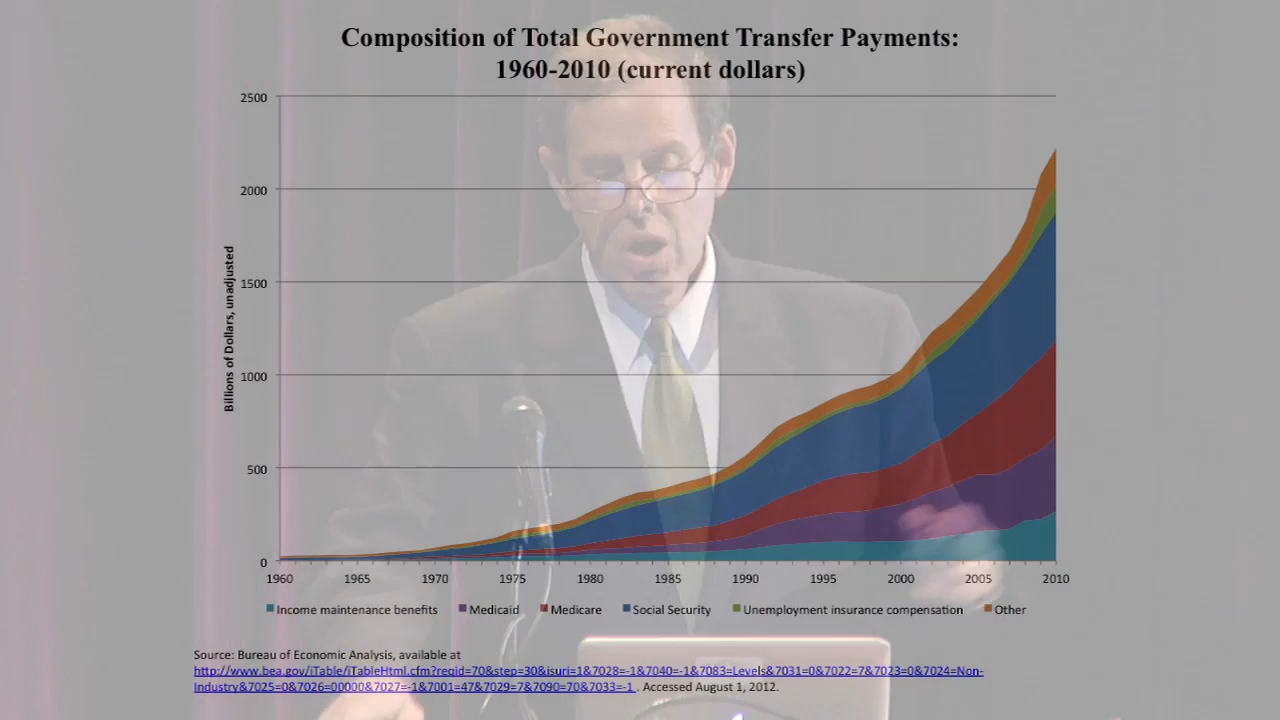 Composition of Total Government Transfer Payments:
1960-2010 (current dollars)
Billions of Dollars, unadjusted
2500
2000
1500
1000
500
0
1960 1965 1970 1975 1980 1985 1990 1995 2000 2005 2010
Income maintenance benefits Medicaid Medicare Social Security Unemployment insurance compensation Other
Source: Bureau of Economic Analysis, available at
http://www.bea.gov/iTable/iTableHtml.cfm?reqid=70&step=30&isuri=1&7028=-1&7040=-1&7083=Levels&7031=0&7022=7&7023=0&7024=Non-
Industry&7025=0&7026=00000&7027=-1&7001=47&7029=7&7090=70&7033=-1 . Accessed August 1, 2012.